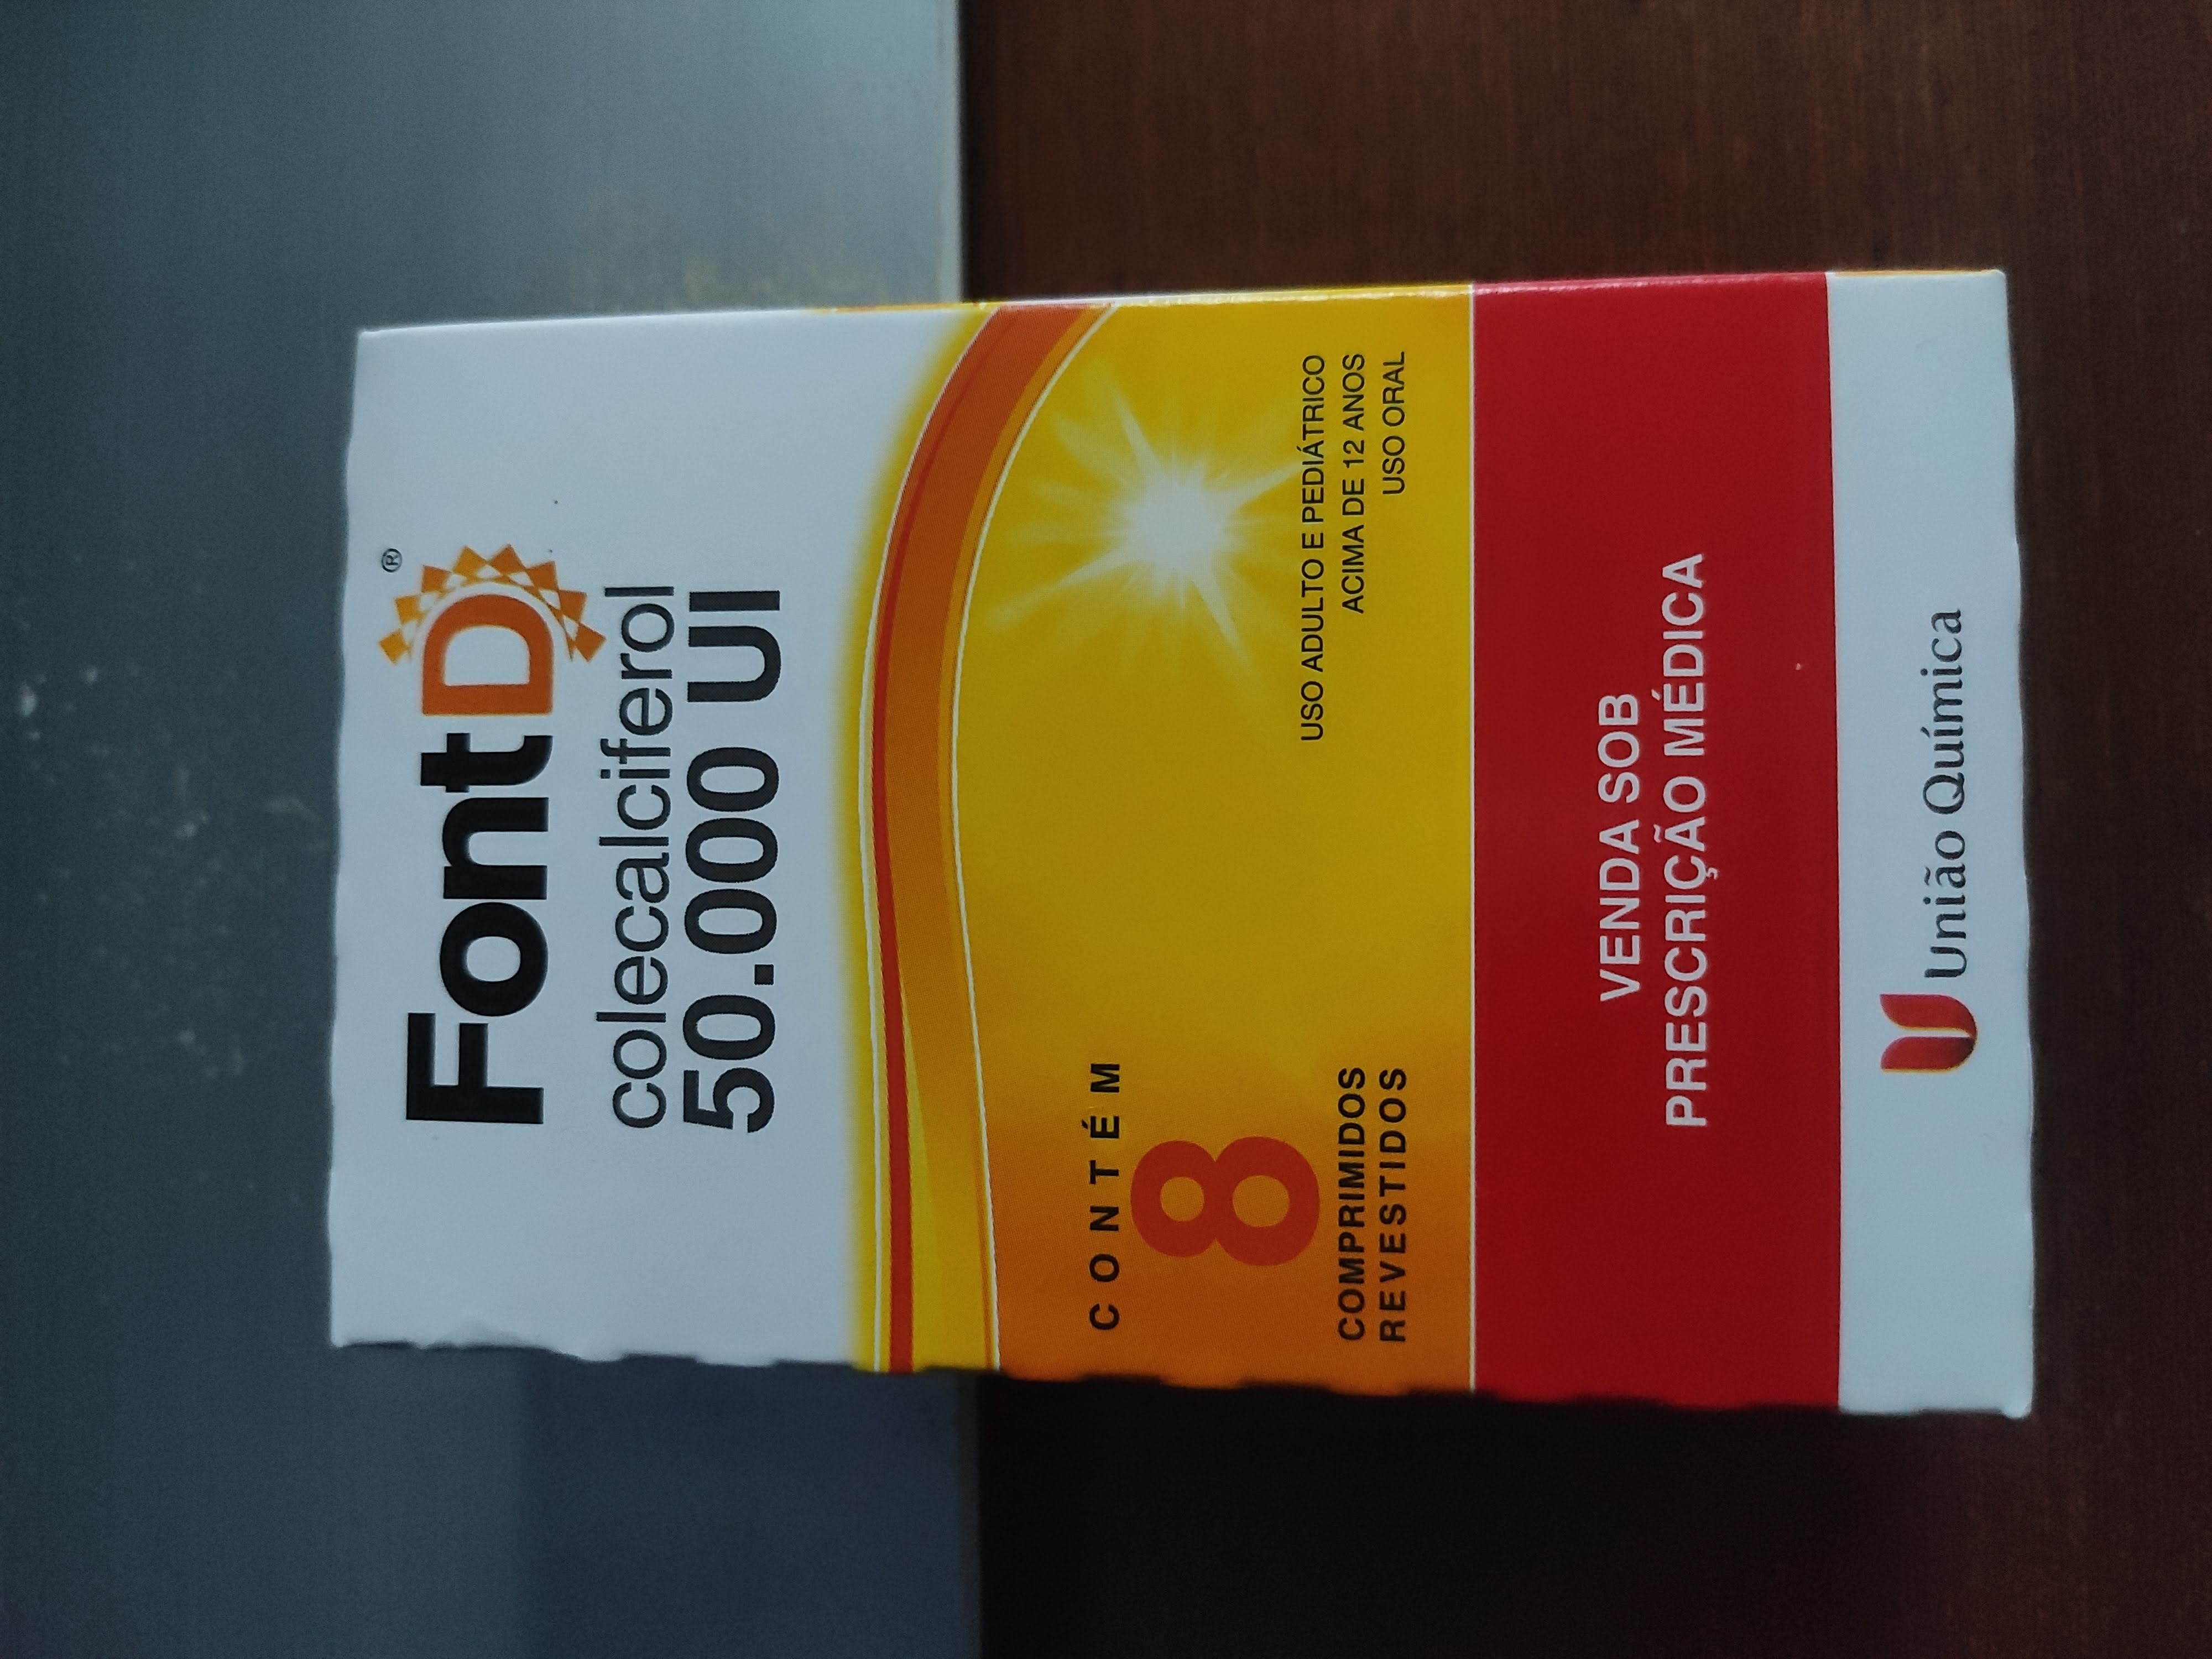 FontD®
colecalciferol
50.000 UI
CONTÉM
8
COMPRIMIDOS
REVESTIDOS
USO ADULTO E PEDIÁTRICO
ACIMA DE 12 ANOS
USO ORAL
VENDA SOB
PRESCRIÇÃO MÉDICA
União Química